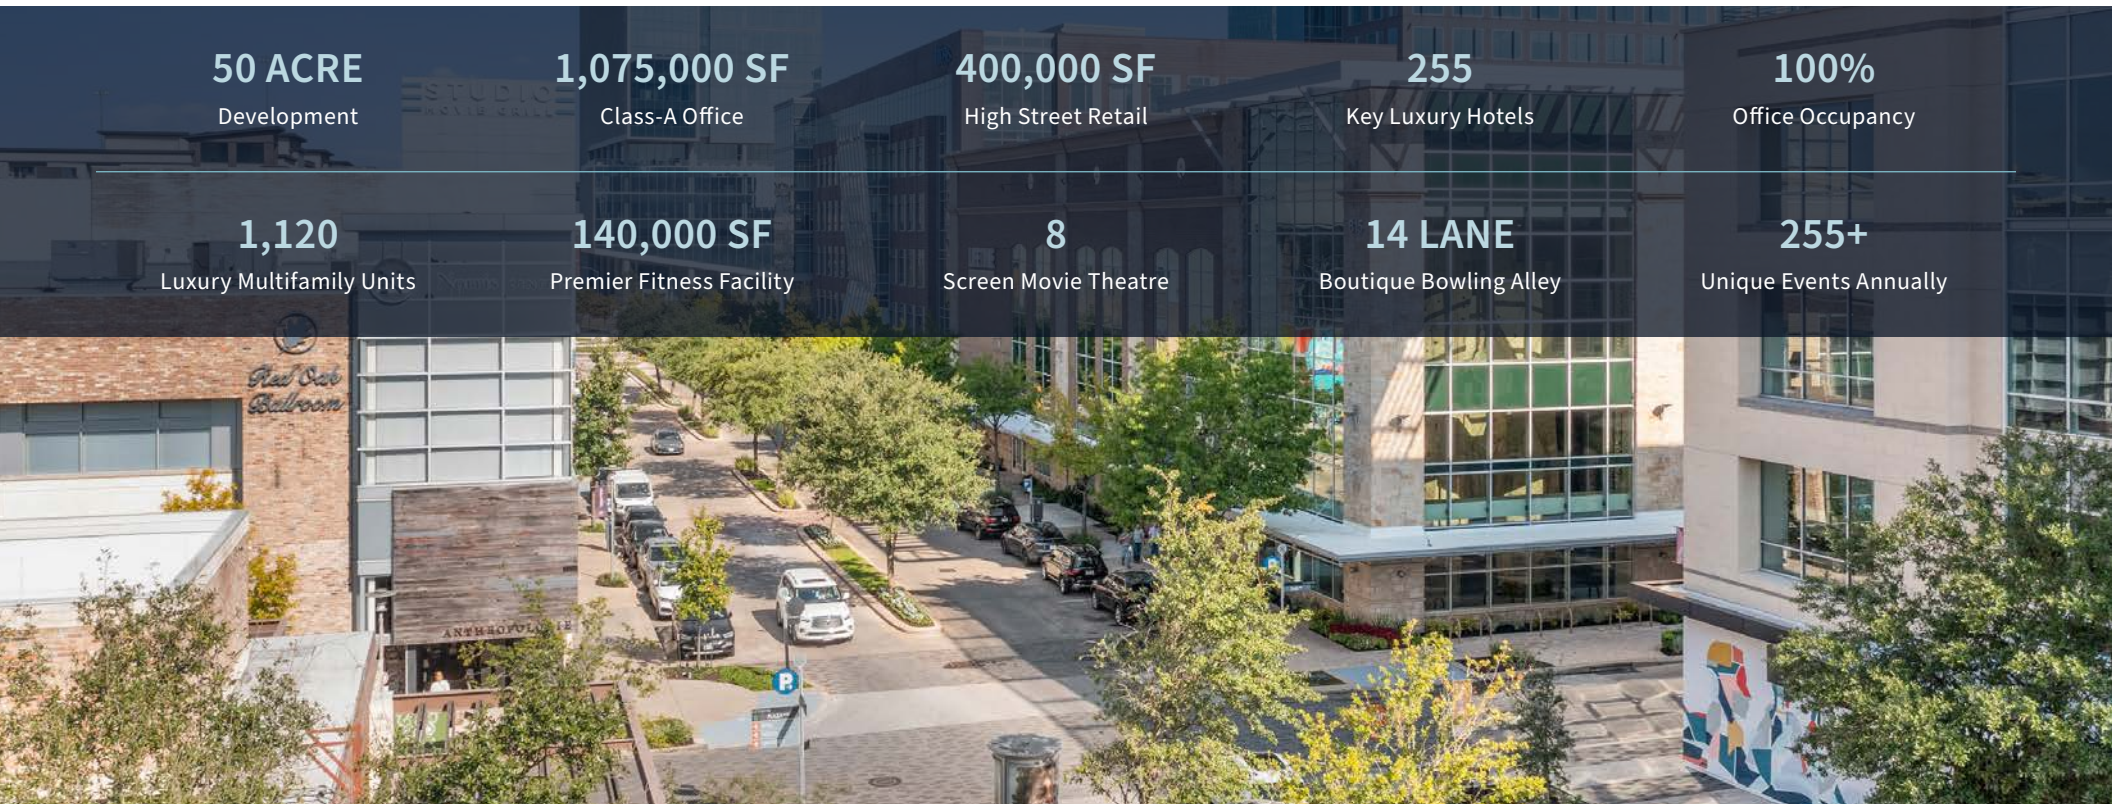 50 ACRE
Development
1,075,000 SF
Class-A Office
400,000 SF
High Street Retail
255
Key Luxury Hotels
100%
Office Occupancy
1,120
Luxury Multifamily Units
140,000 SF
Premier Fitness Facility
8
Screen Movie Theatre
14 LANE
Boutique Bowling Alley
255+
Unique Events Annually
STUDIO
MOVIE GRILL
Red Oak
Ballroom
ANTHROPOLOGIE
P